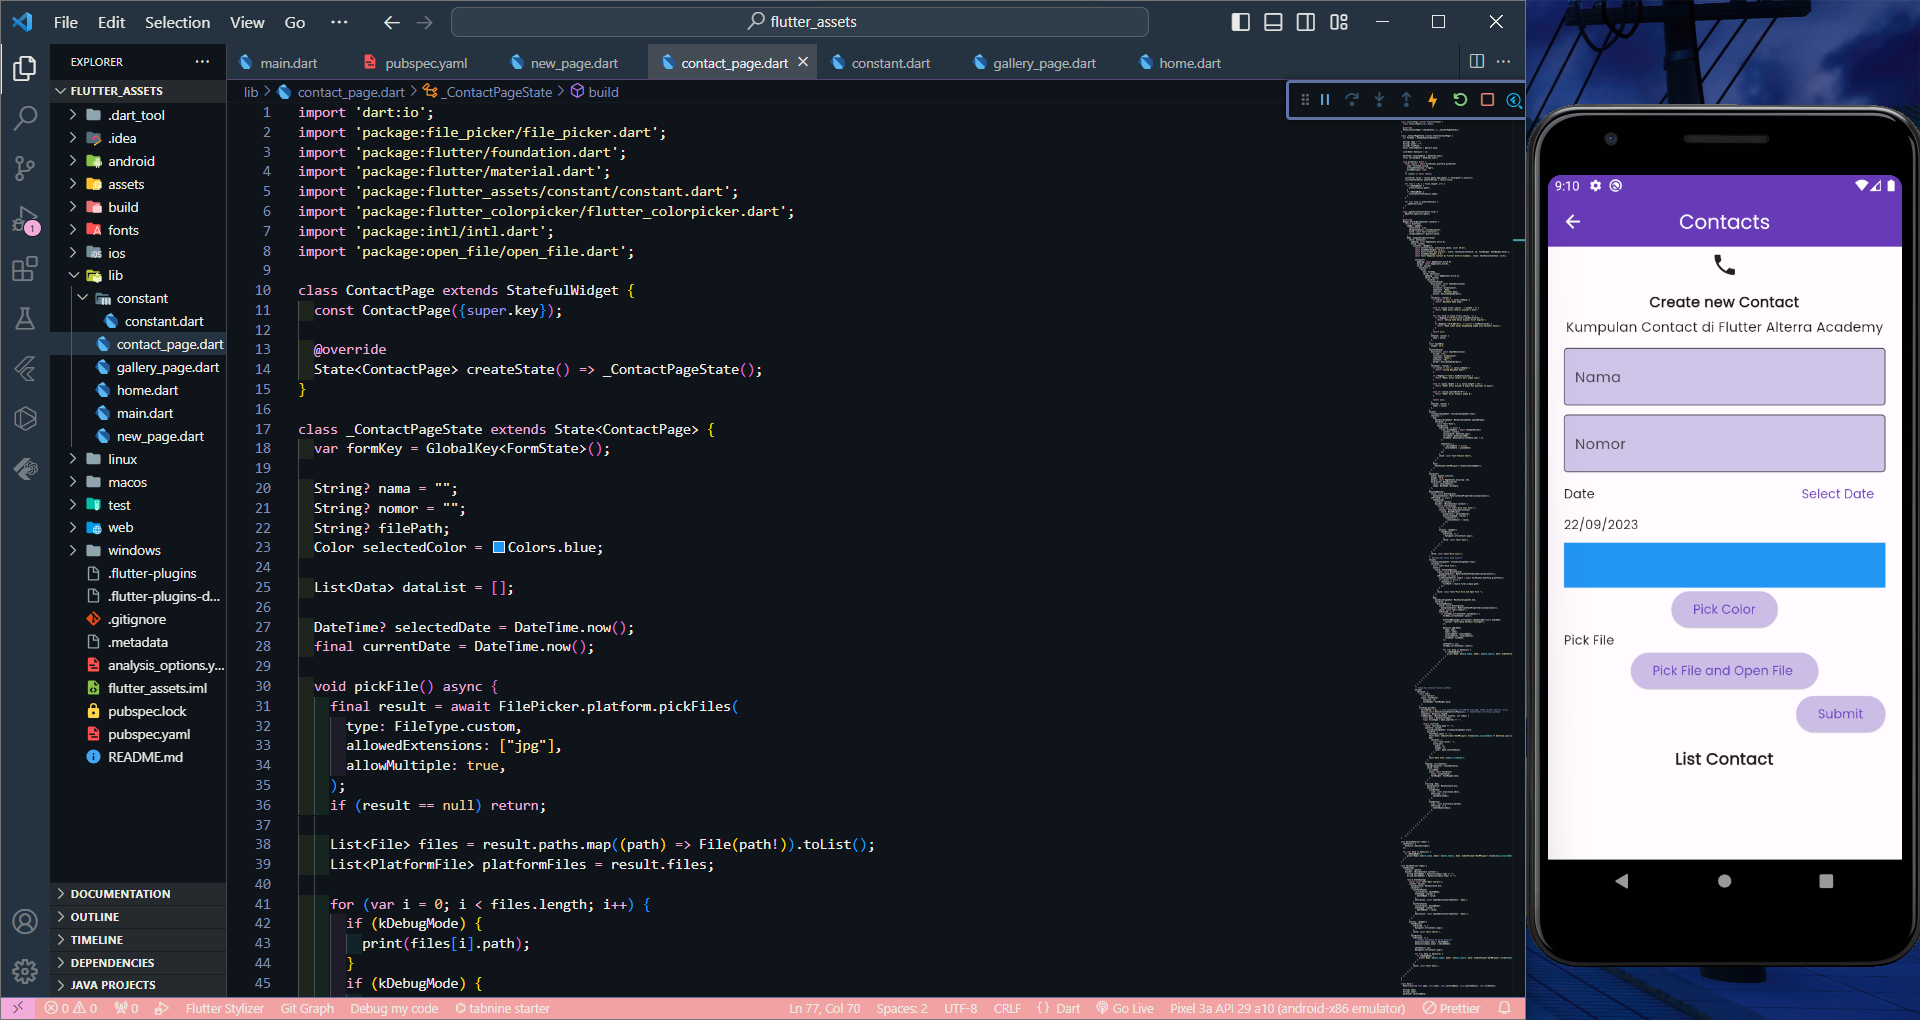 File Edit Selection View Go ··· flutter_assets
EXPLORER ···
main.dart pubspec.yaml new_page.dart contact_page.dart constant.dart gallery_page.dart home.dart ···
FLUTTER_ASSETS
.dart_tool
.idea
android
assets
build
fonts
ios
lib
constant
constant.dart
contact_page.dart
gallery_page.dart
home.dart
main.dart
new_page.dart
linux
macos
test
web
windows
.flutter-plugins
.flutter-plugins-d...
.gitignore
.metadata
analysis_options.y...
flutter_assets.iml
pubspec.lock
pubspec.yaml
README.md
DOCUMENTATION
OUTLINE
TIMELINE
DEPENDENCIES
JAVA PROJECTS
1
lib > contact_page.dart > _ContactPageState > build
1 import 'dart:io';
2 import 'package:file_picker/file_picker.dart';
3 import 'package:flutter/foundation.dart';
4 import 'package:flutter/material.dart';
5 import 'package:flutter_assets/constant/constant.dart';
6 import 'package:flutter_colorpicker/flutter_colorpicker.dart';
7 import 'package:intl/intl.dart';
8 import 'package:open_file/open_file.dart';
9
10 class ContactPage extends StatefulWidget {
11 const ContactPage({super.key});
12
13 @override
14 State<ContactPage> createState() => _ContactPageState();
15 }
16
17 class _ContactPageState extends State<ContactPage> {
18 var formKey = GlobalKey<FormState>();
19
20 String? nama = "";
21 String? nomor = "";
22 String? filePath;
23 Color selectedColor = Colors.blue;
24
25 List<Data> dataList = [];
26
27 DateTime? selectedDate = DateTime.now();
28 final currentDate = DateTime.now();
29
30 void pickFile() async {
31 final result = await FilePicker.platform.pickFiles(
32 type: FileType.custom,
33 allowedExtensions: ["jpg"],
34 allowMultiple: true,
35 );
36 if (result == null) return;
37
38 List<File> files = result.paths.map((path) => File(path!)).toList();
39 List<PlatformFile> platformFiles = result.files;
40
41 for (var i = 0; i < files.length; i++) {
42 if (kDebugMode) {
43 print(files[i].path);
44 }
45 if (kDebugMode) {
0 0 0 Flutter Stylizer Git Graph Debug my code tabnine starter Ln 77, Col 70 Spaces: 2 UTF-8 CRLF { } Dart Go Live Pixel 3a API 29 a10 (android-x86 emulator) Prettier
9:10
Contacts
Create new Contact
Kumpulan Contact di Flutter Alterra Academy
Nama
Nomor
Date Select Date
22/09/2023
Pick Color
Pick File
Pick File and Open File
Submit
List Contact